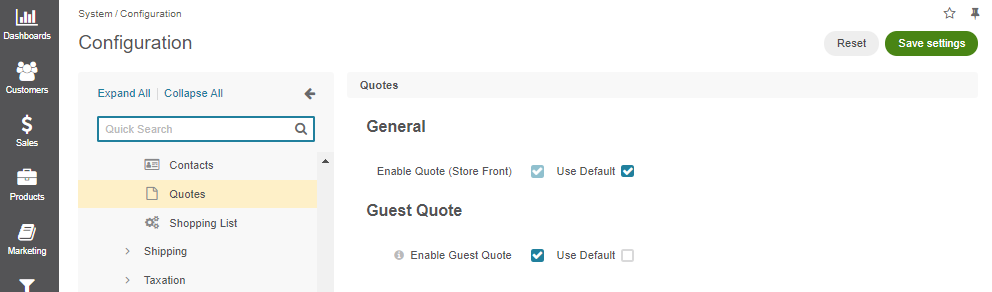 System / Configuration
Configuration
Reset
Save settings
Dashboards
Customers
Sales
Products
Marketing
Expand All | Collapse All
Quick Search
Contacts
Quotes
Shopping List
Shipping
Taxation
Quotes
General
Enable Quote (Store Front) Use Default
Guest Quote
Enable Guest Quote Use Default